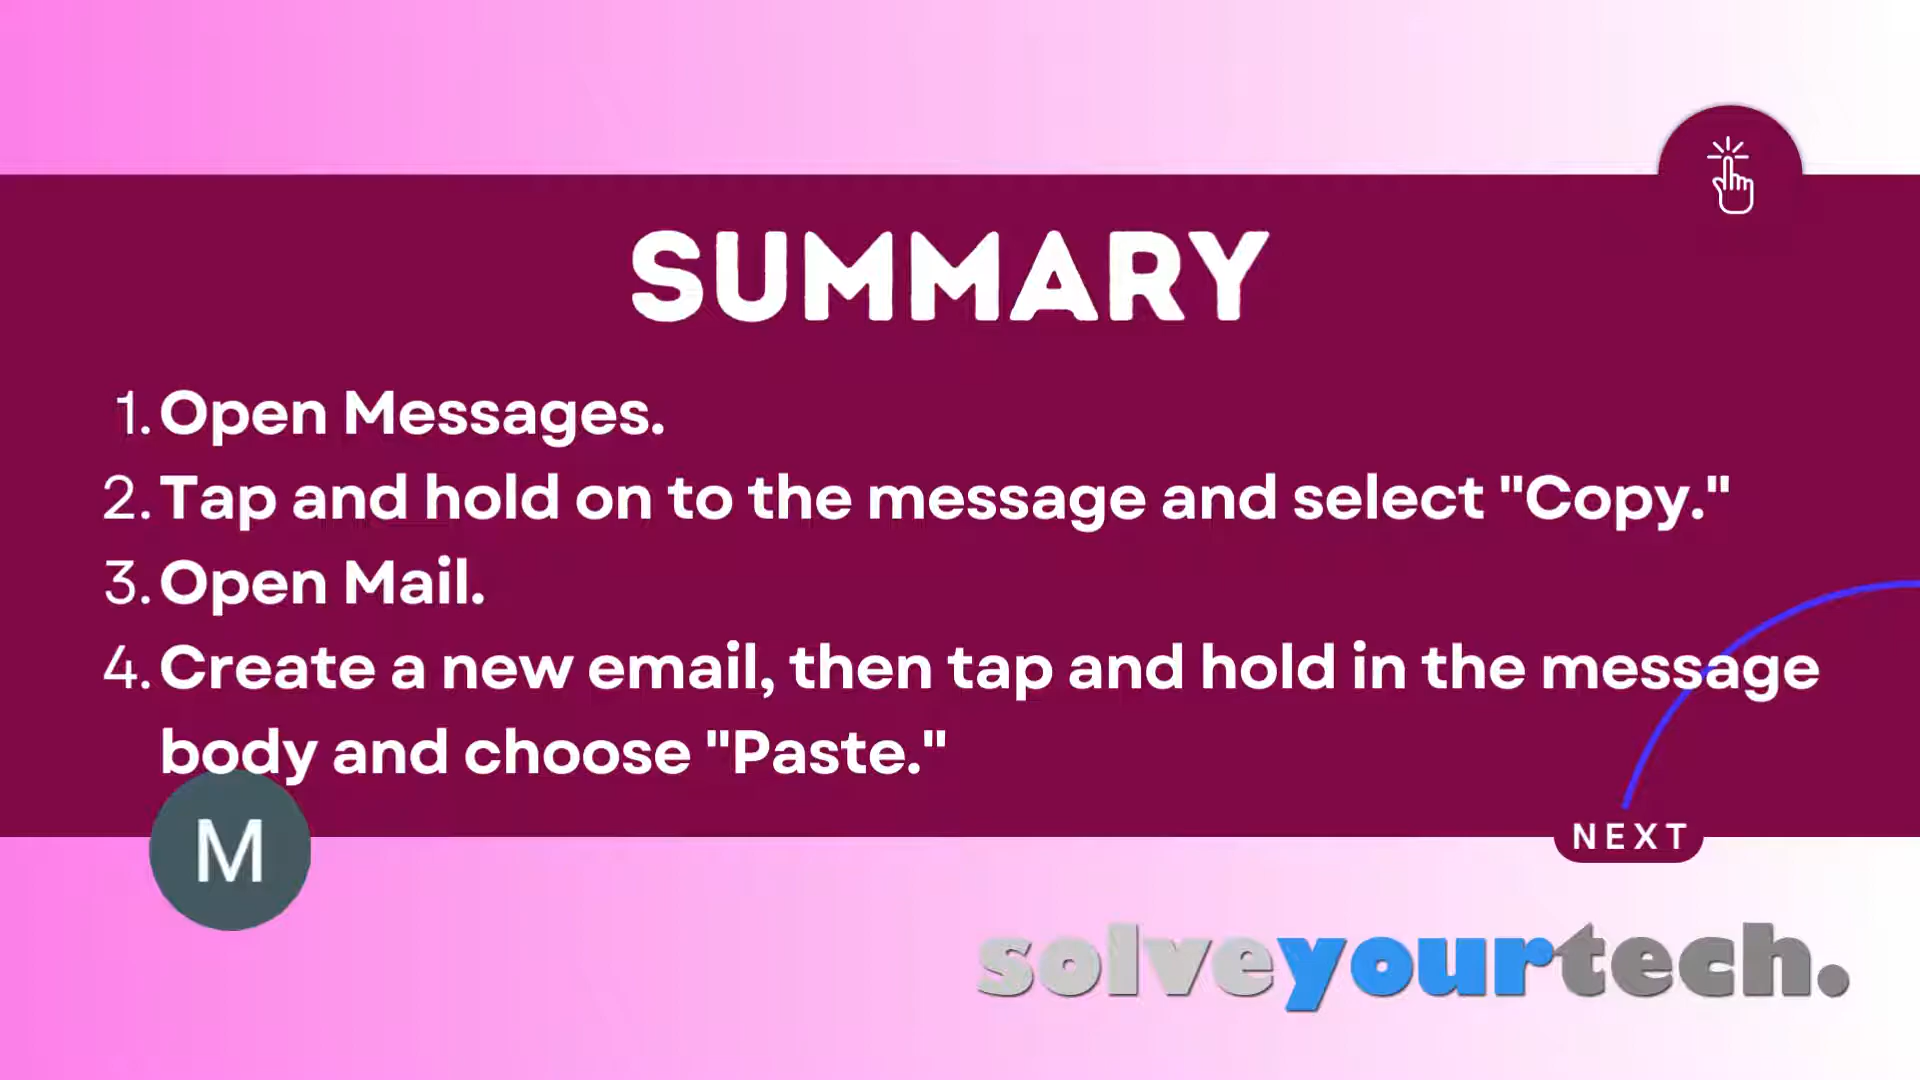 SUMMARY
1. Open Messages.
2. Tap and hold on to the message and select "Copy."
3. Open Mail.
4. Create a new email, then tap and hold in the message
body and choose "Paste."
M
NEXT
solveyourtech.